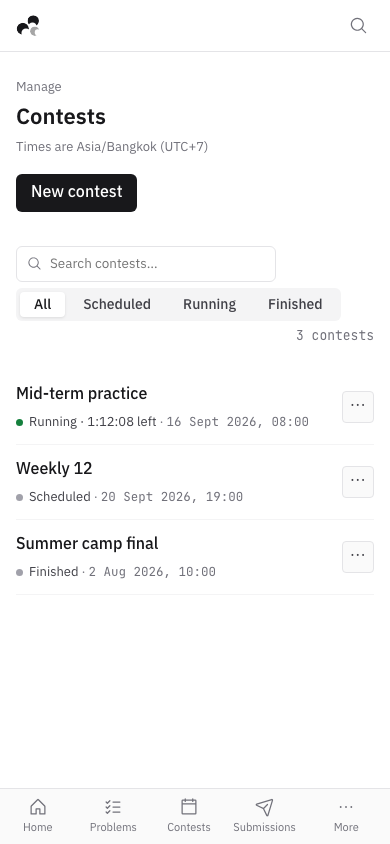 Manage
Contests
Times are Asia/Bangkok (UTC+7)
New contest
Search contests...
All Scheduled Running Finished
3 contests
Mid-term practice
Running · 1:12:08 left · 16 Sept 2026, 08:00
Weekly 12
Scheduled · 20 Sept 2026, 19:00
Summer camp final
Finished · 2 Aug 2026, 10:00
Home Problems Contests Submissions More